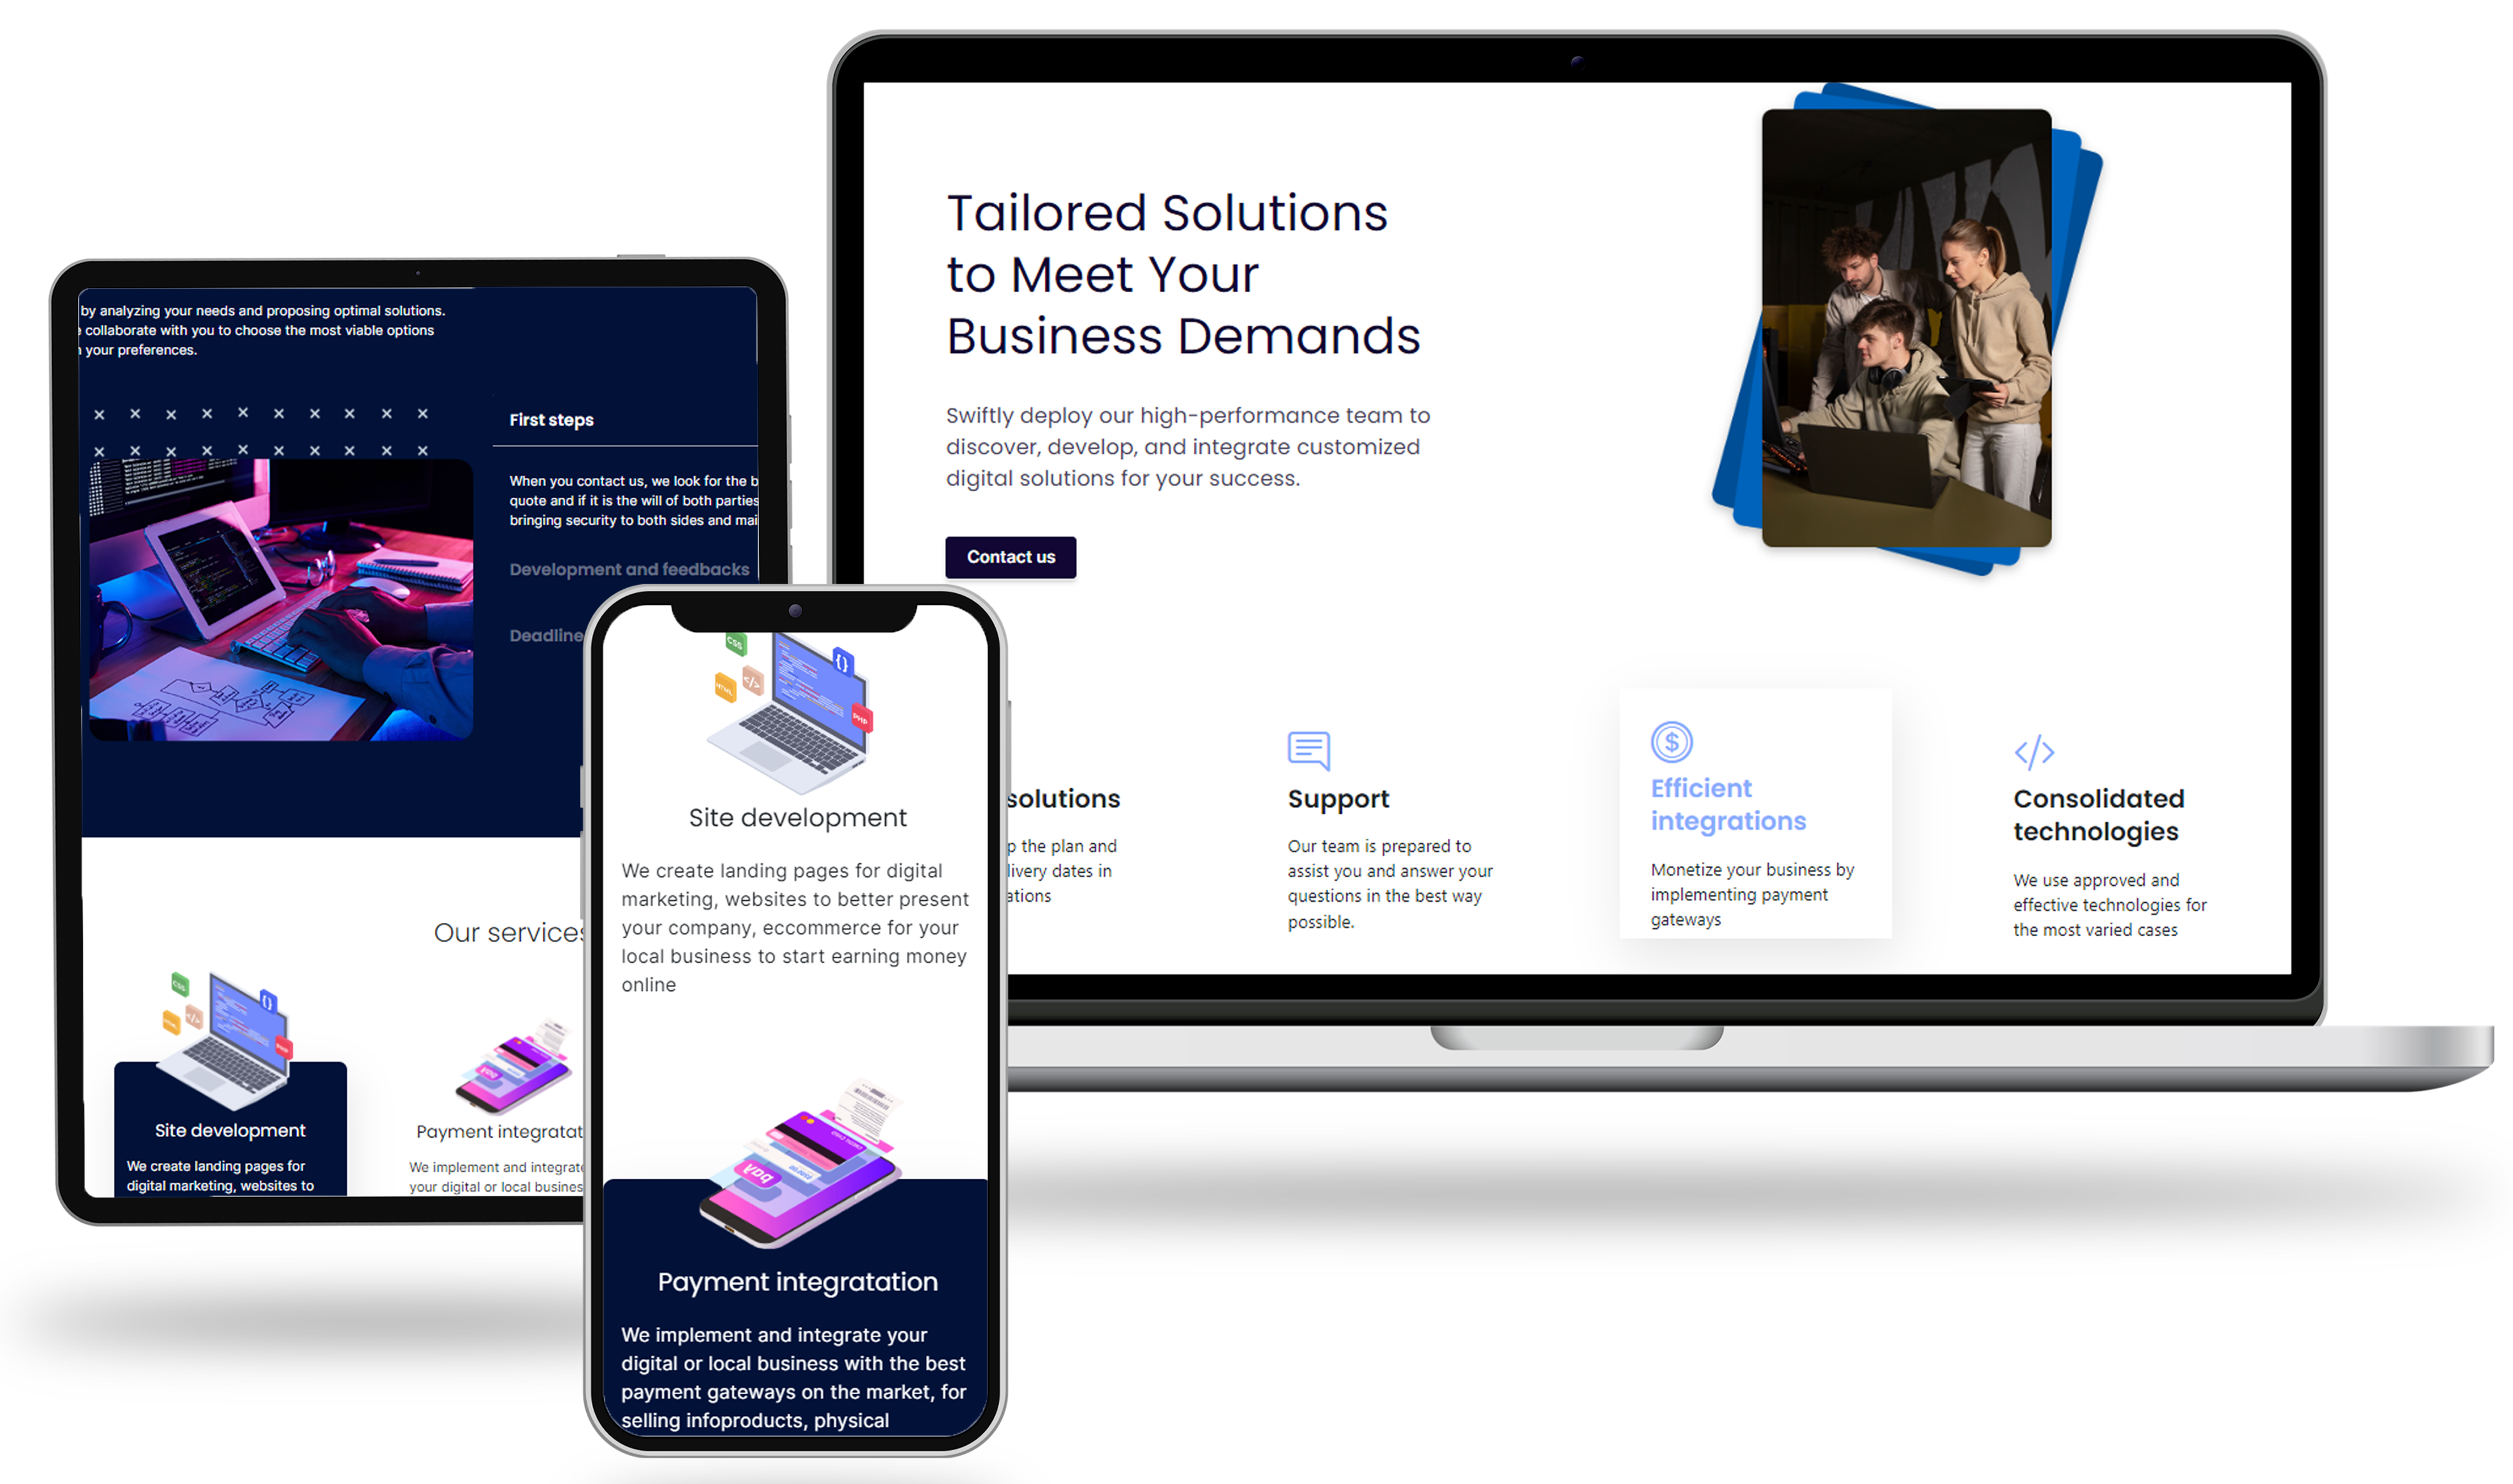 Tailored Solutions
to Meet Your
Business Demands
Swiftly deploy our high-performance team to
discover, develop, and integrate customized
digital solutions for your success.
Contact us
solutions
p the plan and
livery dates in
ations
Support
Our team is prepared to
assist you and answer your
questions in the best way
possible.
Efficient
integrations
Monetize your business by
implementing payment
gateways
Consolidated
technologies
We use approved and
effective technologies for
the most varied cases
by analyzing your needs and proposing optimal solutions.
collaborate with you to choose the most viable options
your preferences.
First steps
When you contact us, we look for the b
quote and if it is the will of both parties
bringing security to both sides and mai
Development and feedbacks
Deadline
Our services
CSS
{}
</>
HTML
PHP
Site development
We create landing pages for
digital marketing, websites to
Payment integratat
We implement and integrate
your digital or local busines
CSS
{}
</>
HTML
PHP
Site development
We create landing pages for digital
marketing, websites to better present
your company, eccommerce for your
local business to start earning money
online
Payment integratation
We implement and integrate your
digital or local business with the best
payment gateways on the market, for
selling infoproducts, physical